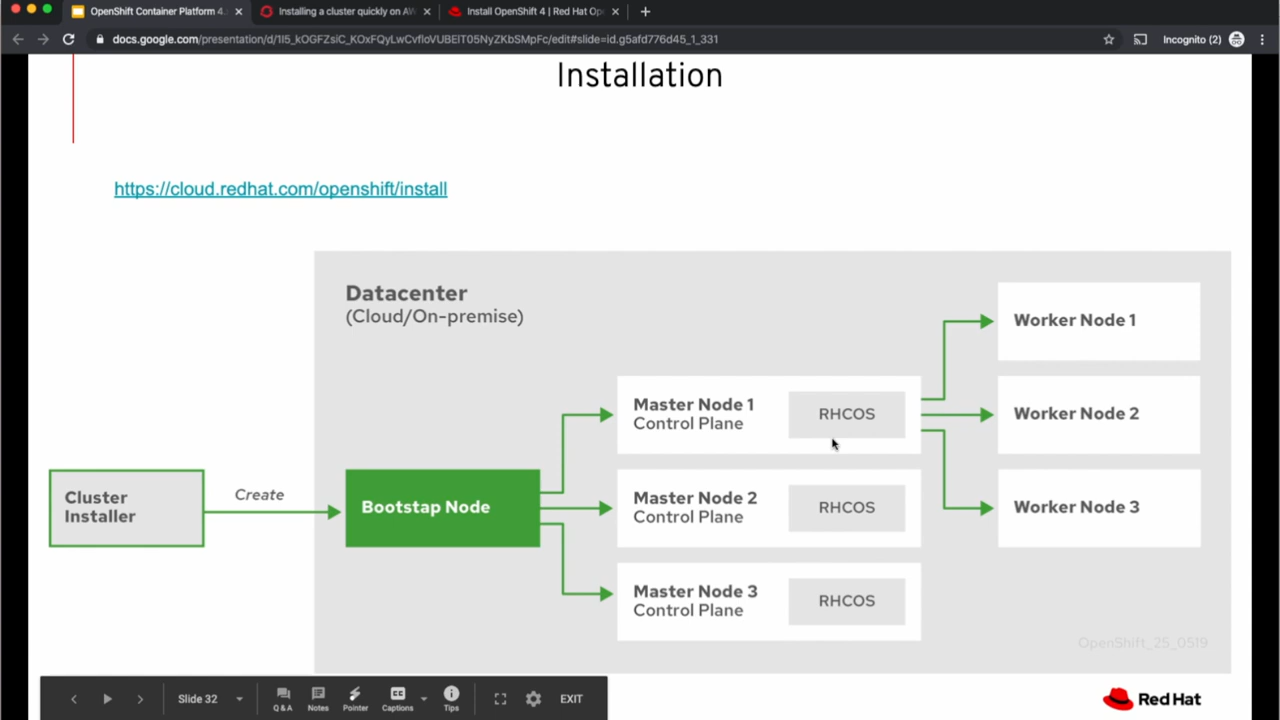 OpenShift Container Platform 4.
Installing a cluster quickly on AW
Install OpenShift 4 | Red Hat Op
docs.google.com/presentation/d/1I5_kOGFZsiC_KOxFQyLwCvfloVUBEIT05NyZKbSMpFc/edit#slide=id.g5afd776d45_1_331
Incognito (2)
Installation
https://cloud.redhat.com/openshift/install
Datacenter
(Cloud/On-premise)
Cluster
Installer
Create
Bootstap Node
Master Node 1
Control Plane
RHCOS
Master Node 2
Control Plane
RHCOS
Master Node 3
Control Plane
RHCOS
Worker Node 1
Worker Node 2
Worker Node 3
OpenShift_25_0519
Slide 32
Q & A
Notes
Pointer
Captions
Tips
EXIT
Red Hat